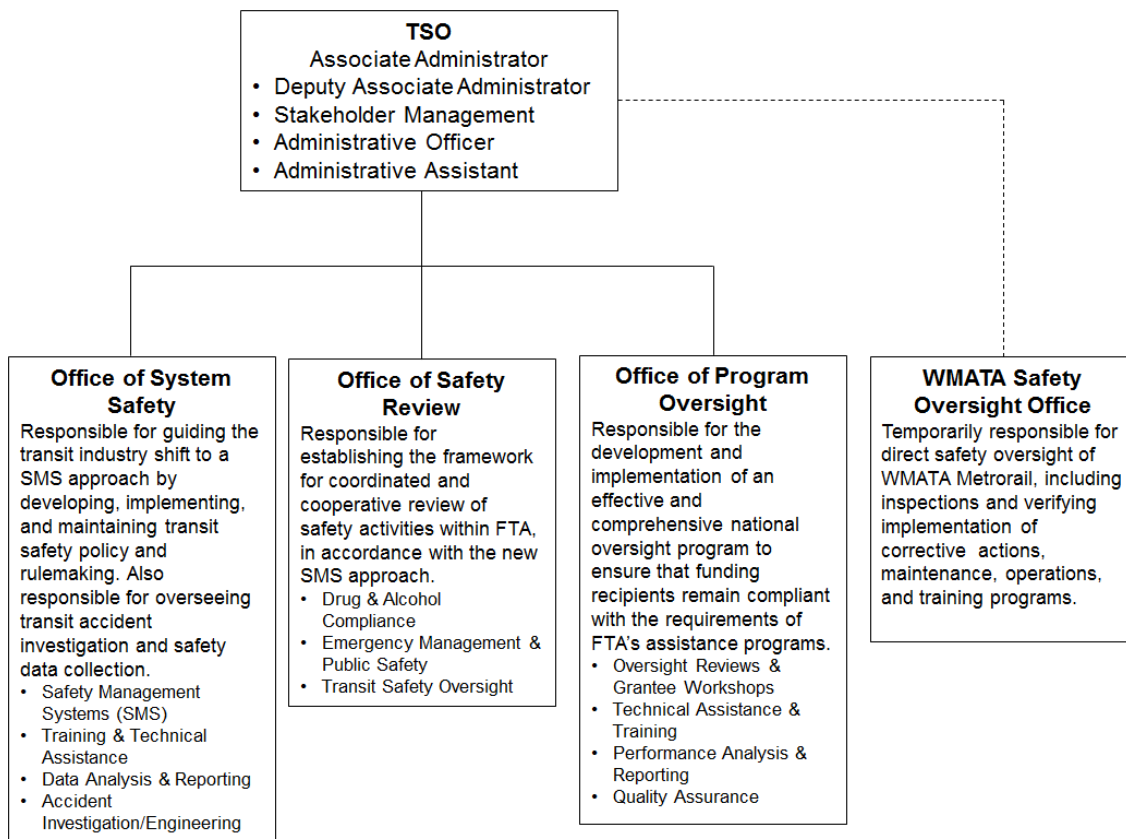 TSO
Associate Administrator
• Deputy Associate Administrator
• Stakeholder Management
• Administrative Officer
• Administrative Assistant
Office of System
Safety
Responsible for guiding the
transit industry shift to a
SMS approach by
developing, implementing,
and maintaining transit
safety policy and
rulemaking. Also
responsible for overseeing
transit accident
investigation and safety
data collection.
• Safety Management
Systems (SMS)
• Training & Technical
Assistance
• Data Analysis & Reporting
• Accident
Investigation/Engineering
Office of Safety
Review
Responsible for
establishing the framework
for coordinated and
cooperative review of
safety activities within FTA,
in accordance with the new
SMS approach.
• Drug & Alcohol
Compliance
• Emergency Management &
Public Safety
• Transit Safety Oversight
Office of Program
Oversight
Responsible for the
development and
implementation of an
effective and
comprehensive national
oversight program to
ensure that funding
recipients remain compliant
with the requirements of
FTA's assistance programs.
• Oversight Reviews &
Grantee Workshops
• Technical Assistance &
Training
• Performance Analysis &
Reporting
• Quality Assurance
WMATA Safety
Oversight Office
Temporarily responsible for
direct safety oversight of
WMATA Metrorail, including
inspections and verifying
implementation of
corrective actions,
maintenance, operations,
and training programs.